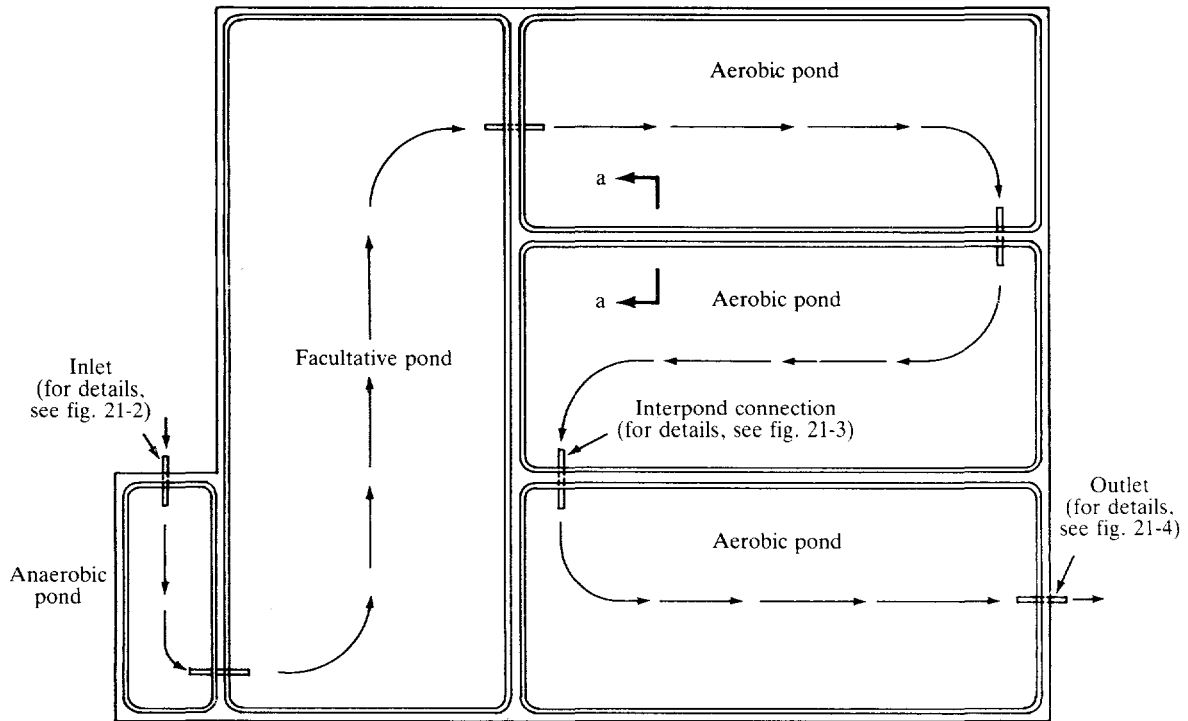 Aerobic pond
a
a
Aerobic pond
Facultative pond
Inlet
(for details,
see fig. 21-2)
Interpond connection
(for details, see fig. 21-3)
Outlet
(for details,
see fig. 21-4)
Aerobic pond
Anaerobic
pond